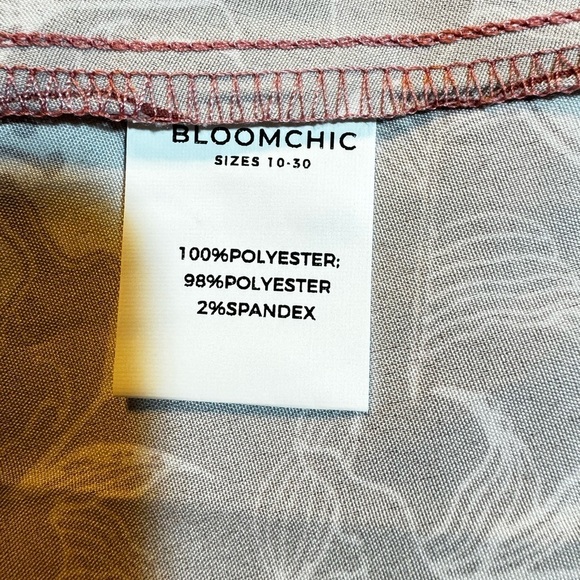 BLOOMCHIC
SIZES 10-30
100%POLYESTER;
98%POLYESTER
2%SPANDEX